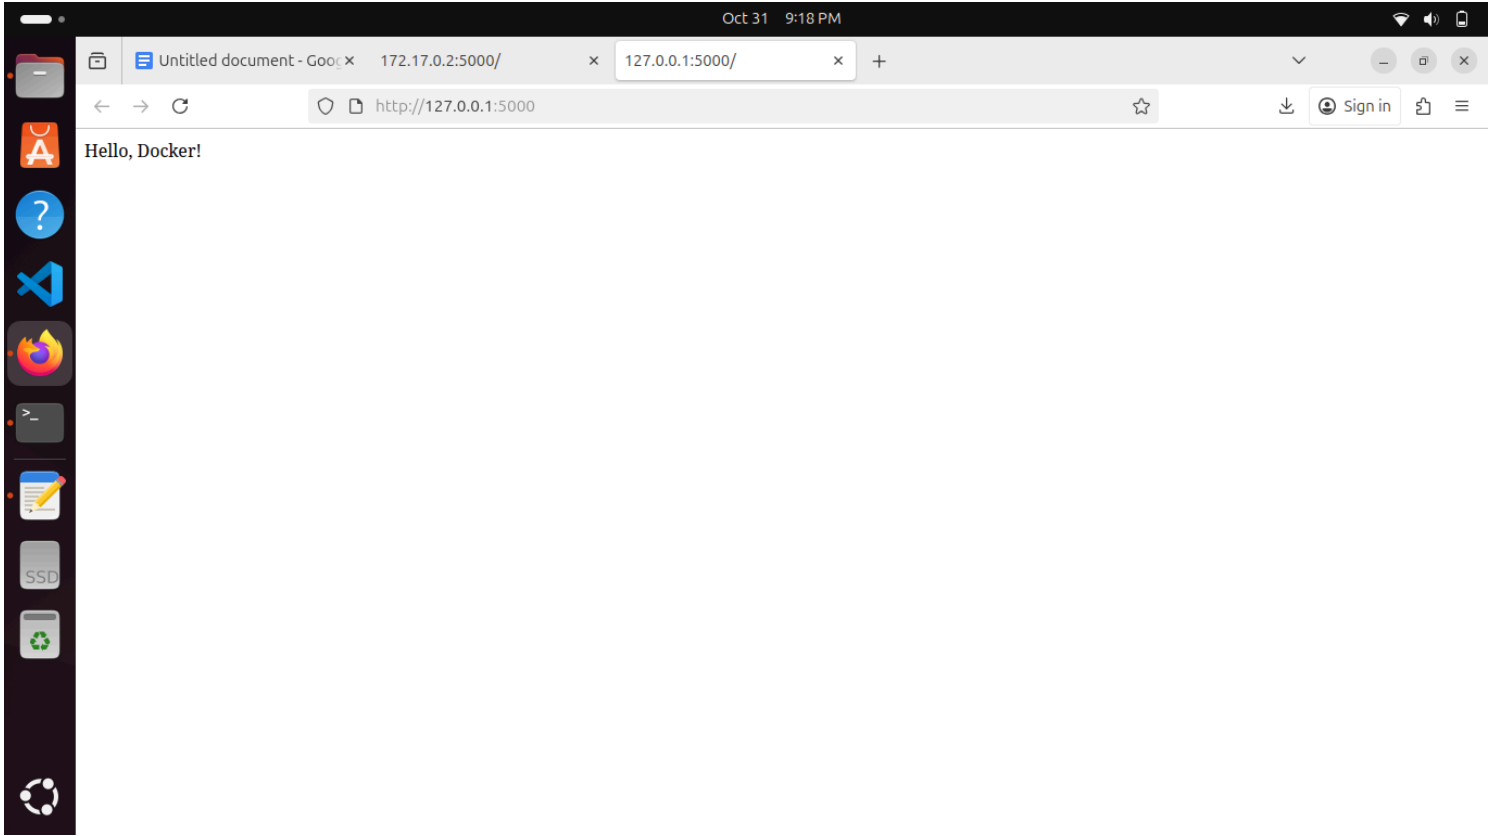 Oct 31 9:18 PM
Untitled document - Goog
172.17.0.2:5000/
127.0.0.1:5000/
http://127.0.0.1:5000
Sign in
Hello, Docker!
>_
SSD